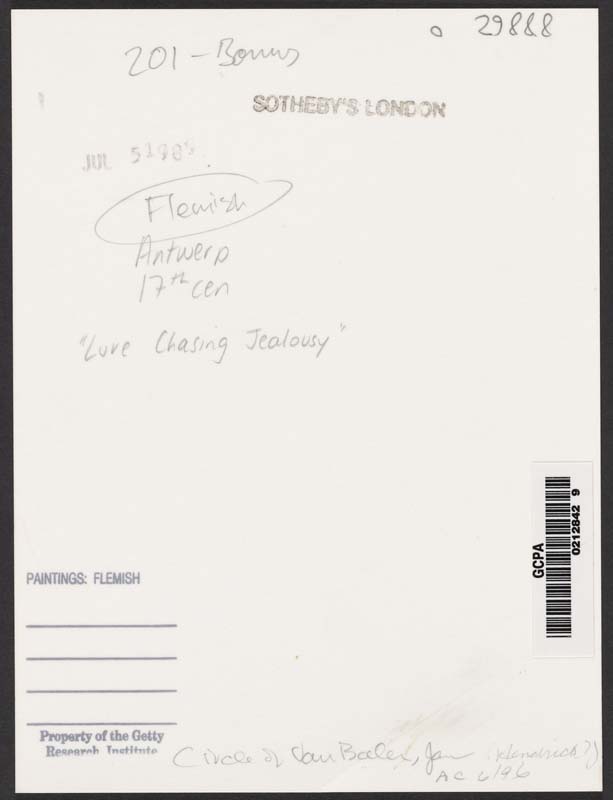 29888
201 - Bonus
SOTHEBY'S LONDON
JUL 5 1989
Flemish
Antwerp
17th cen
"Love Chasing Jealousy"
GCPA
0212842 9
PAINTINGS: FLEMISH
Property of the Getty
Research Institute
Circle of Van Balen, Jan (Hendrick?)
AC 6/96